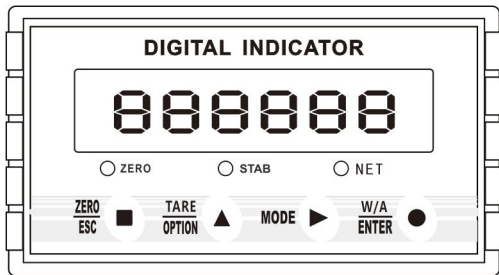 DIGITAL INDICATOR
888888
ZERO STAB NET
ZERO TARE MODE W/A
ESC OPTION ENTER